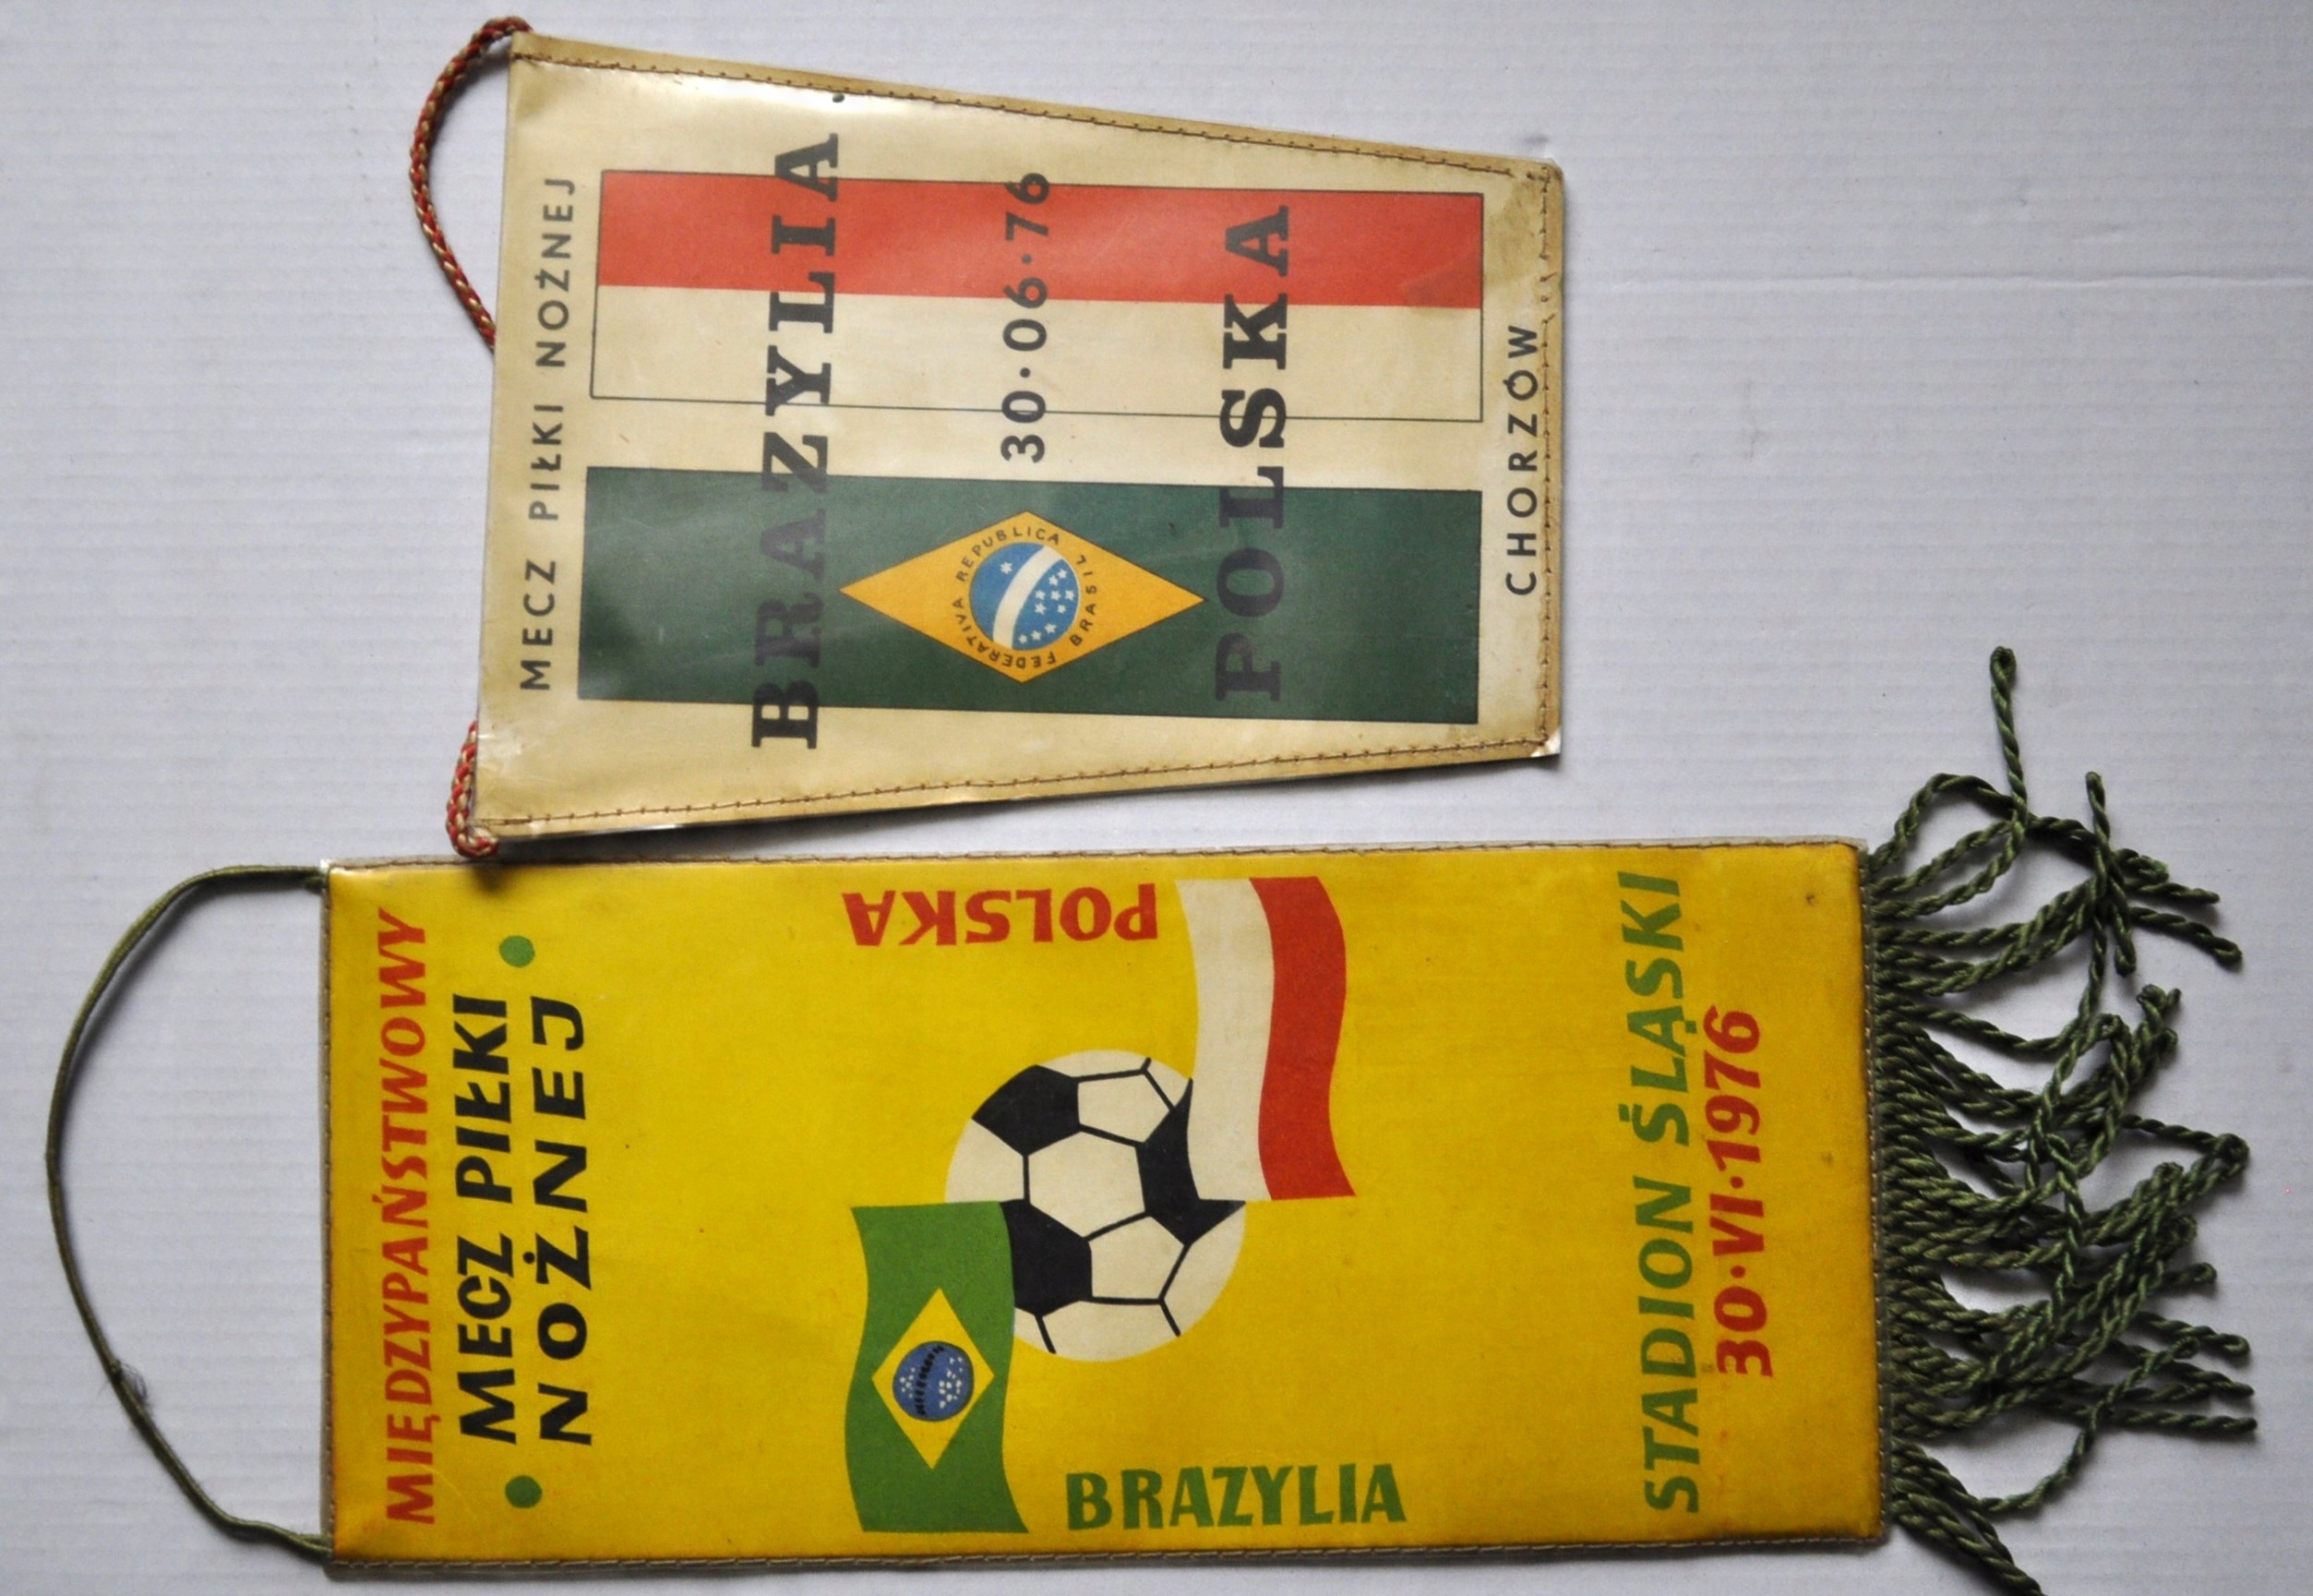 MECZ PIŁKI NOŻNEJ
BRAZYLIA
30·06·76
REPUBLICA FEDERATIVA BRASIL
POLSKA
CHORZÓW
MIĘDZYPAŃSTWOWY
MECZ PIŁKI
NOŻNEJ
POLSKA
BRAZYLIA
STADION ŚLĄSKI
30·VI·1976